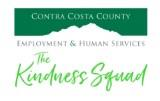 CONTRA COSTA COUNTY
EMPLOYMENT & HUMAN SERVICES
The
Kindness Squad